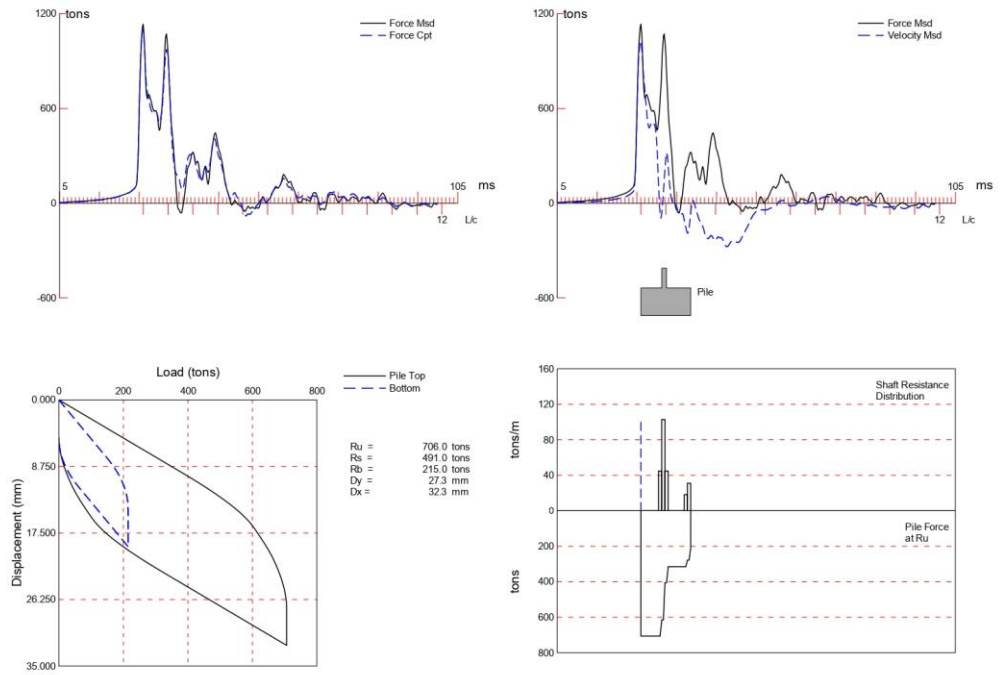 1200 tons
Force Msd
Force Cpt
600
5
105 ms
0
12 L/c
-600
1200 tons
Force Msd
Velocity Msd
600
5
105 ms
0
12 L/c
-600
Pile
Load (tons)
0 200 400 600 800
Pile Top
Bottom
0.000
8.750
17.500
26.250
35.000
Displacement (mm)
Ru = 706.0 tons
Rs = 491.0 tons
Rb = 215.0 tons
Dy = 27.3 mm
Dx = 32.3 mm
160
Shaft Resistance
Distribution
120
80
40
0
tons/m
Pile Force
at Ru
200
400
600
800
tons